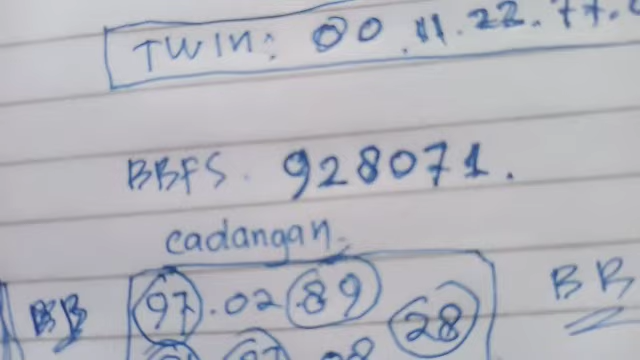 TWIN: 00.11.22.77.
BBFS. 928071.
cadangan.
BB 97.02.89 28 BB